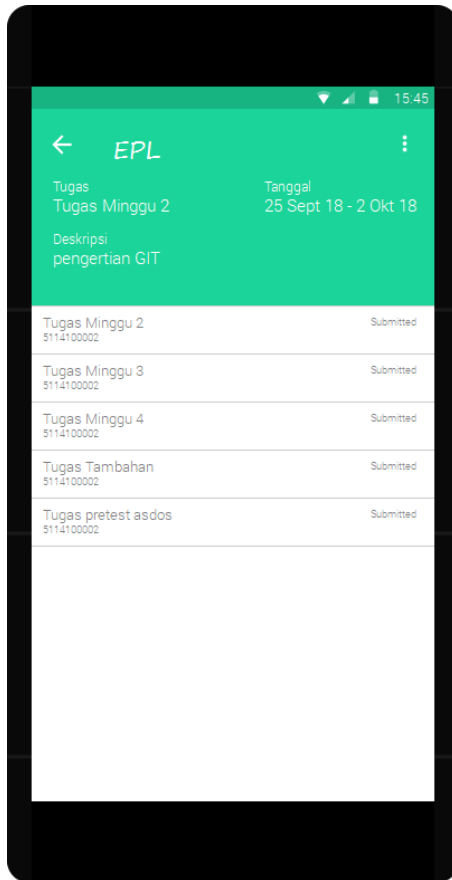 15:45
EPL
Tugas
Tugas Minggu 2
Tanggal
25 Sept 18 - 2 Okt 18
Deskripsi
pengertian GIT
Tugas Minggu 2 Submitted
5114100002
Tugas Minggu 3 Submitted
5114100002
Tugas Minggu 4 Submitted
5114100002
Tugas Tambahan Submitted
5114100002
Tugas pretest asdos Submitted
5114100002